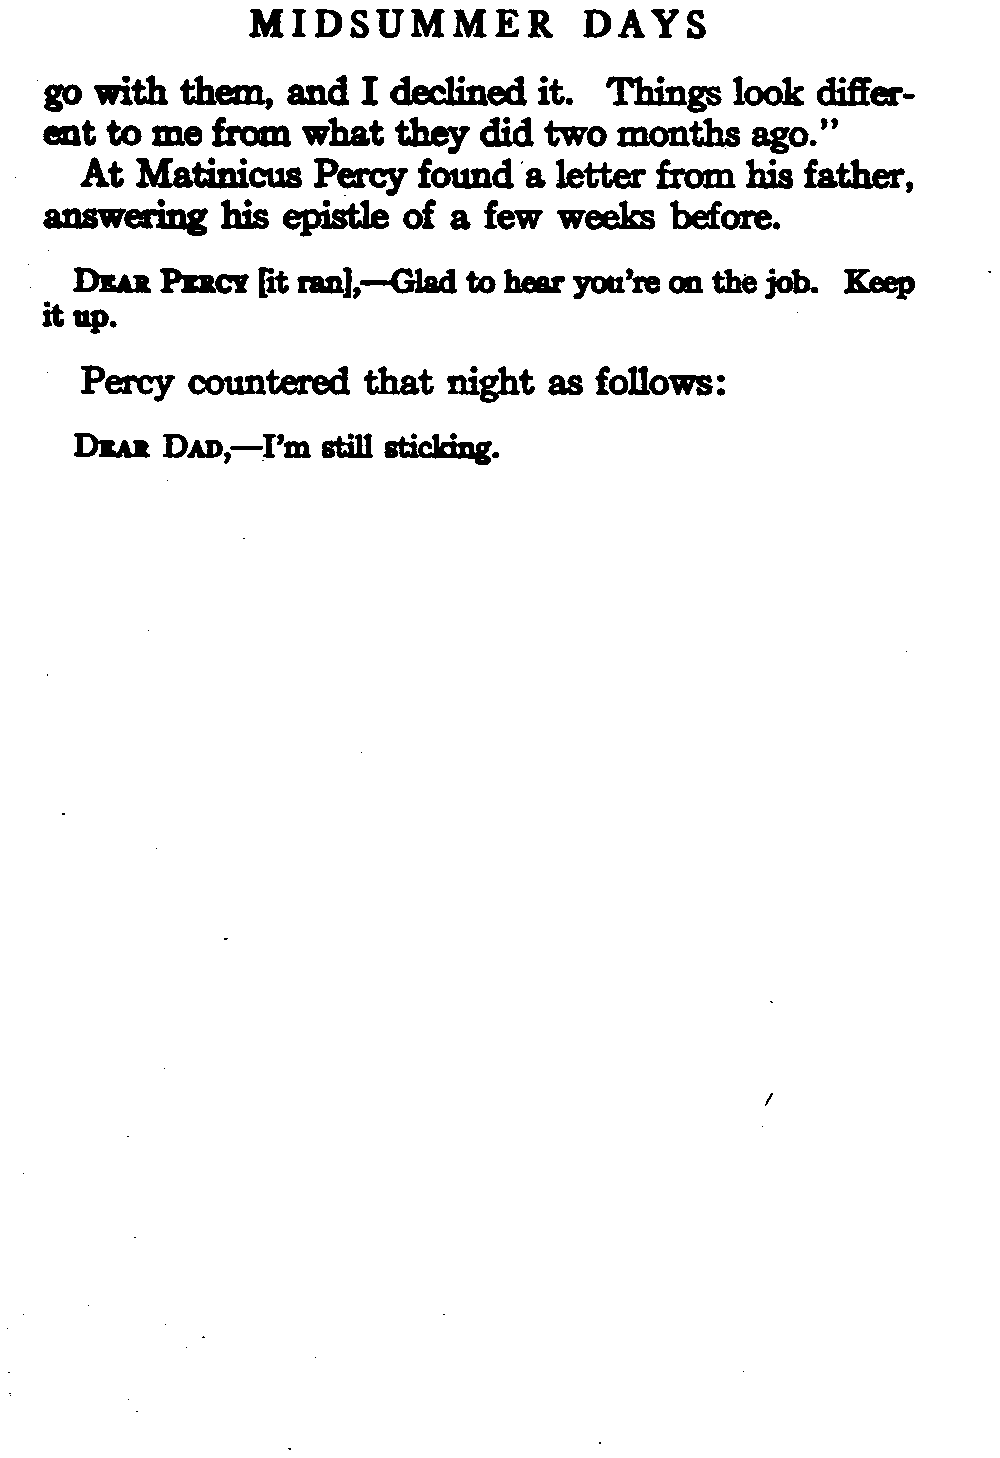 MIDSUMMER DAYS
go with them, and I declined it. Things look differ-
ent to me from what they did two months ago."
At Matinicus Percy found a letter from his father,
answering his epistle of a few weeks before.
DEAR PERCY [it ran],—Glad to hear you're on the job. Keep
it up.
Percy countered that night as follows:
DEAR DAD,—I'm still sticking.